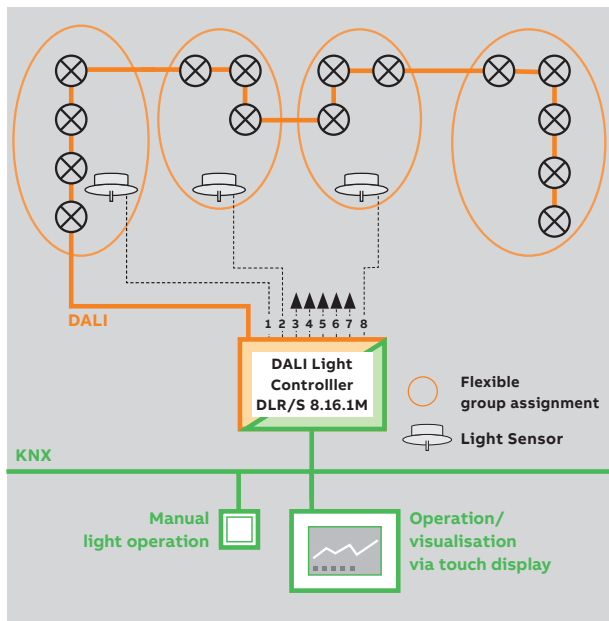 DALI
1 2 3 4 5 6 7 8
DALI Light
Controlller
DLR/S 8.16.1M
Flexible
group assignment
Light Sensor
KNX
Manual
light operation
Operation/
visualisation
via touch display